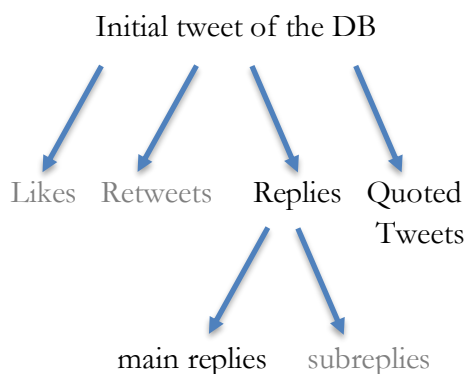 Initial tweet of the DB
Likes Retweets Replies Quoted
Tweets
main replies subreplies